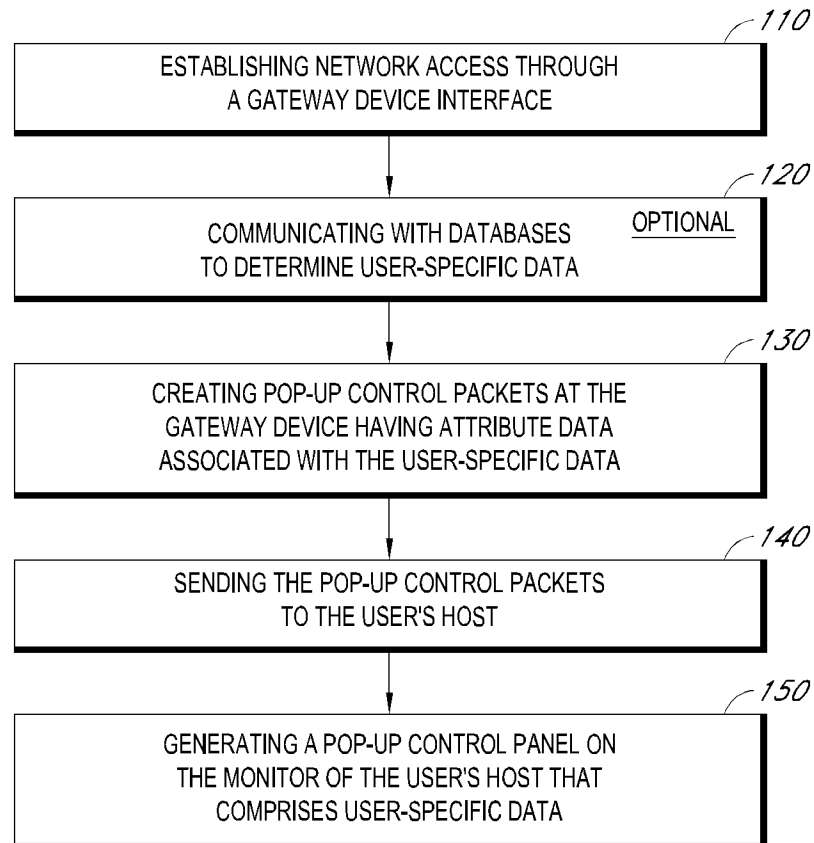 110
ESTABLISHING NETWORK ACCESS THROUGH
A GATEWAY DEVICE INTERFACE
120
OPTIONAL
COMMUNICATING WITH DATABASES
TO DETERMINE USER-SPECIFIC DATA
130
CREATING POP-UP CONTROL PACKETS AT THE
GATEWAY DEVICE HAVING ATTRIBUTE DATA
ASSOCIATED WITH THE USER-SPECIFIC DATA
140
SENDING THE POP-UP CONTROL PACKETS
TO THE USER'S HOST
150
GENERATING A POP-UP CONTROL PANEL ON
THE MONITOR OF THE USER'S HOST THAT
COMPRISES USER-SPECIFIC DATA